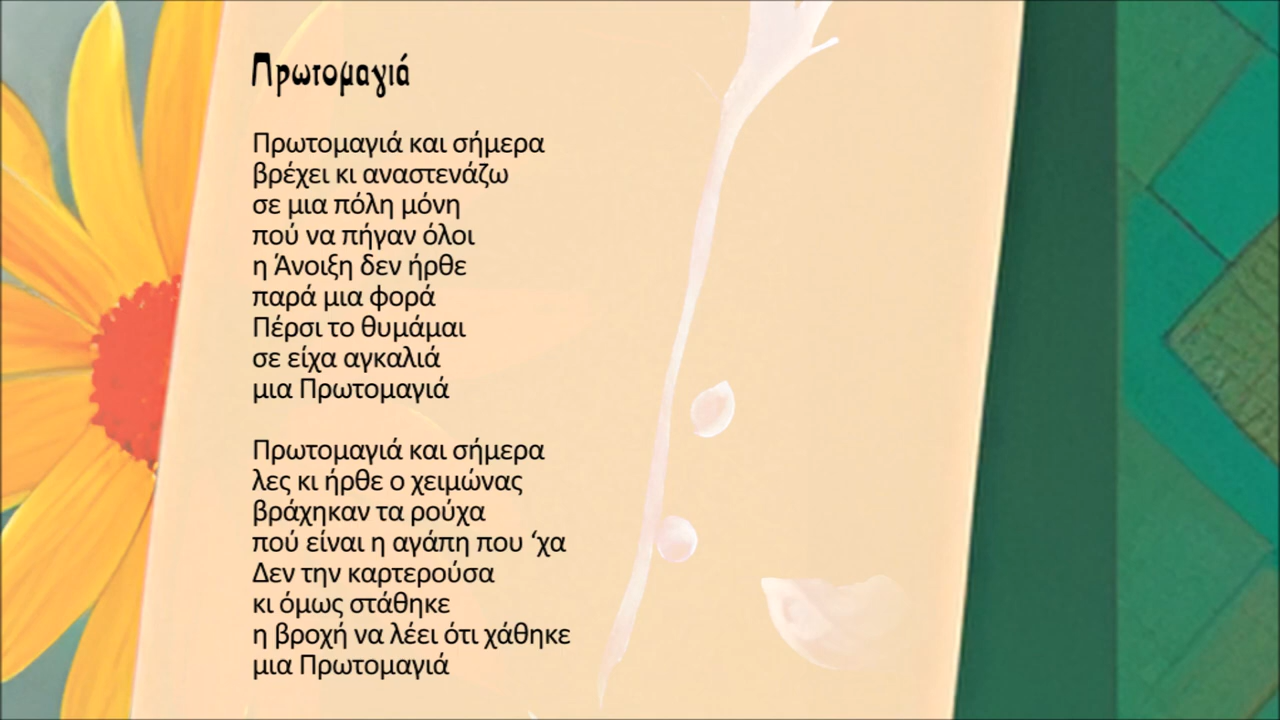 Πρωτομαγιά
Πρωτομαγιά και σήμερα
βρέχει κι αναστενάζω
σε μια πόλη μόνη
πού να πήγαν όλοι
η Άνοιξη δεν ήρθε
παρά μια φορά
Πέρσι το θυμάμαι
σε είχα αγκαλιά
μια Πρωτομαγιά
Πρωτομαγιά και σήμερα
λες κι ήρθε ο χειμώνας
βράχηκαν τα ρούχα
πού είναι η αγάπη που ‘χα
Δεν την καρτερούσα
κι όμως στάθηκε
η βροχή να λέει ότι χάθηκε
μια Πρωτομαγιά